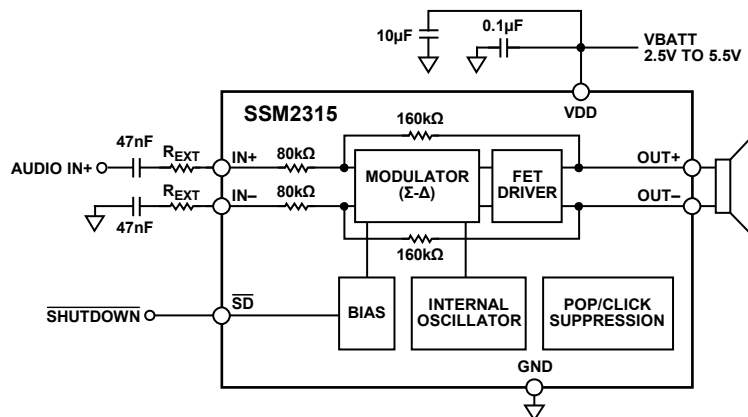 10µF
0.1µF
VBATT
2.5V TO 5.5V
VDD
SSM2315
160kΩ
47nF
REXT
IN+
80kΩ
AUDIO IN+
MODULATOR
(Σ-Δ)
FET
DRIVER
OUT+
REXT
IN–
80kΩ
OUT–
47nF
160kΩ
SHUTDOWN
SD
BIAS
INTERNAL
OSCILLATOR
POP/CLICK
SUPPRESSION
GND